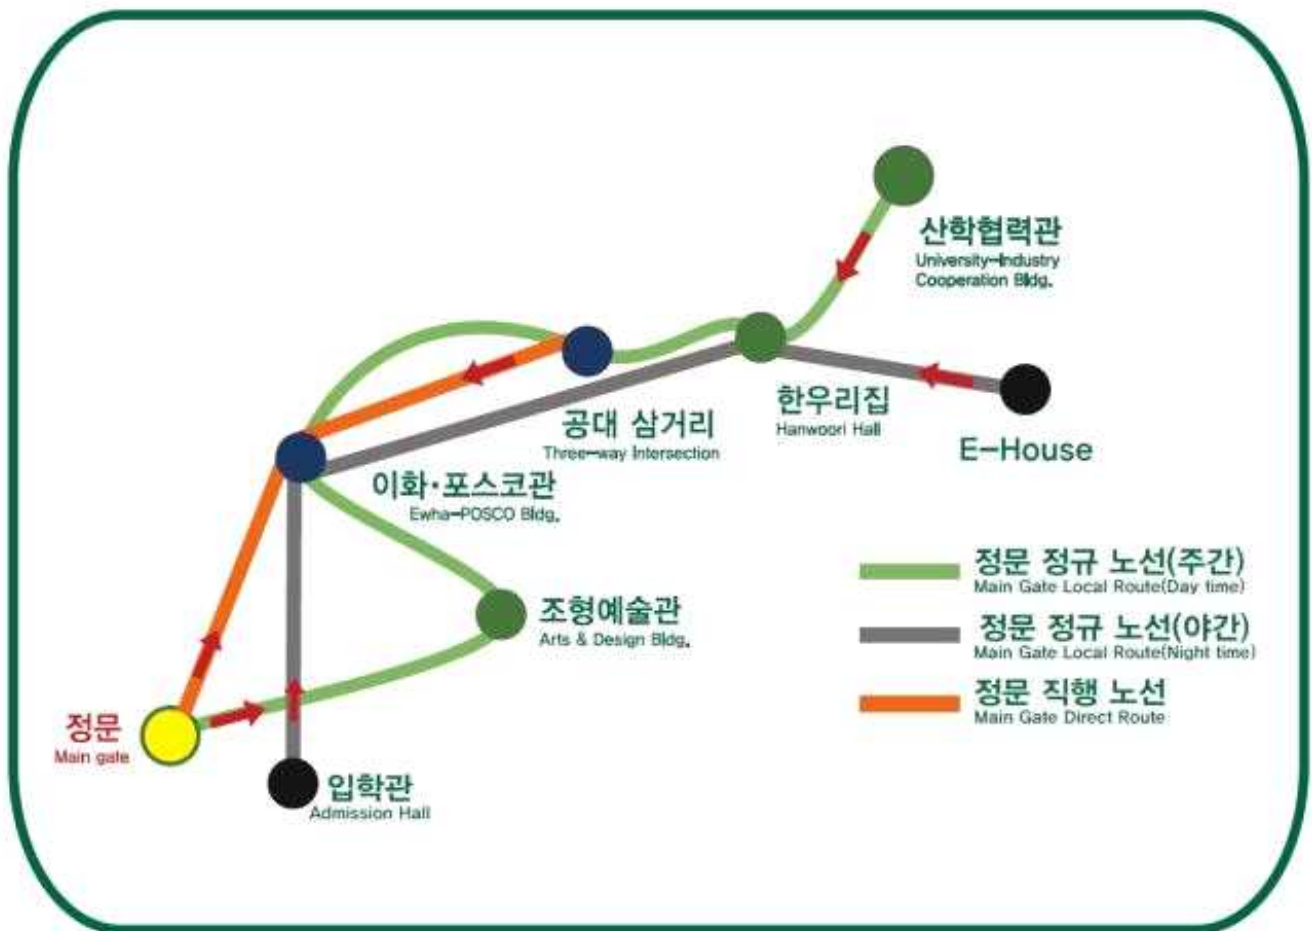 산학협력관
University-Industry
Cooperation Bldg.
한우리집
Hanwoori Hall
E-House
공대 삼거리
Three-way Intersection
이화·포스코관
Ewha-POSCO Bldg.
조형예술관
Arts & Design Bldg.
정문
Main gate
입학관
Admission Hall
정문 정규 노선(주간)
Main Gate Local Route(Day time)
정문 정규 노선(야간)
Main Gate Local Route(Night time)
정문 직행 노선
Main Gate Direct Route